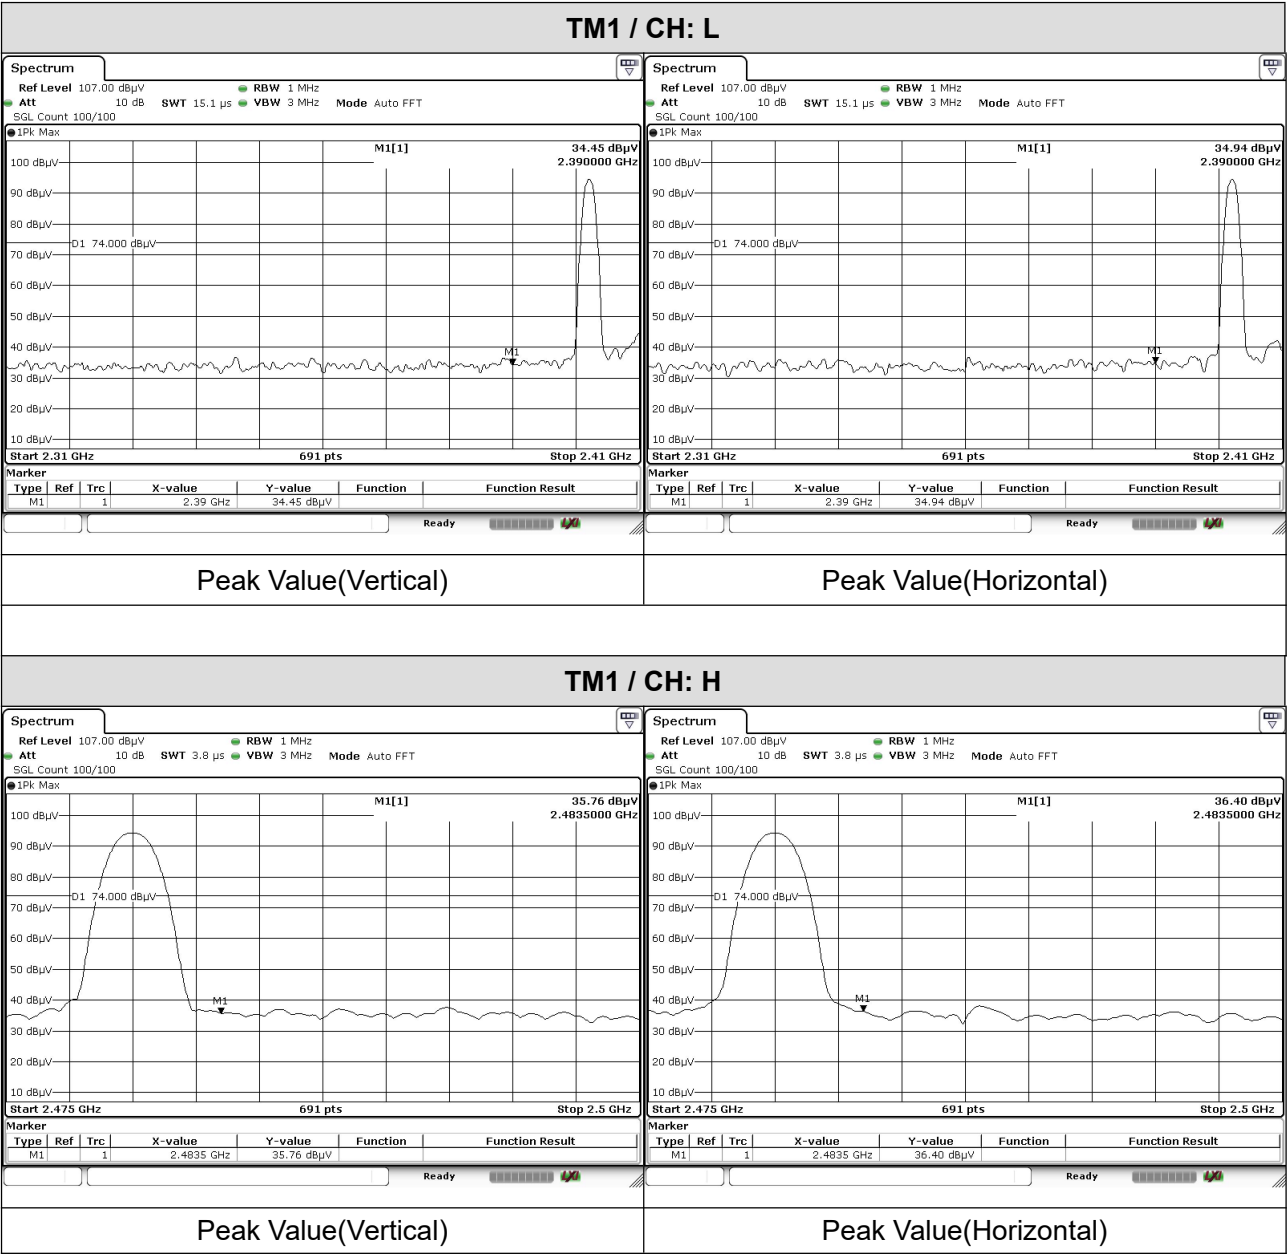 TM1 / CH: L
Spectrum
Ref Level 107.00 dBµV RBW 1 MHz
Att 10 dB SWT 15.1 µs VBW 3 MHz Mode Auto FFT
SGL Count 100/100
1Pk Max
M1[1] 34.45 dBµV
2.390000 GHz
100 dBµV
90 dBµV
80 dBµV
D1 74.000 dBµV
70 dBµV
60 dBµV
50 dBµV
40 dBµV
M1
30 dBµV
20 dBµV
10 dBµV
Start 2.31 GHz 691 pts Stop 2.41 GHz
Marker
Type Ref Trc X-value Y-value Function Function Result
M1 1 2.39 GHz 34.45 dBµV
Ready LXI
Spectrum
Ref Level 107.00 dBµV RBW 1 MHz
Att 10 dB SWT 15.1 µs VBW 3 MHz Mode Auto FFT
SGL Count 100/100
1Pk Max
M1[1] 34.94 dBµV
2.390000 GHz
100 dBµV
90 dBµV
80 dBµV
D1 74.000 dBµV
70 dBµV
60 dBµV
50 dBµV
40 dBµV
M1
30 dBµV
20 dBµV
10 dBµV
Start 2.31 GHz 691 pts Stop 2.41 GHz
Marker
Type Ref Trc X-value Y-value Function Function Result
M1 1 2.39 GHz 34.94 dBµV
Ready LXI
Peak Value(Vertical) Peak Value(Horizontal)
TM1 / CH: H
Spectrum
Ref Level 107.00 dBµV RBW 1 MHz
Att 10 dB SWT 3.8 µs VBW 3 MHz Mode Auto FFT
SGL Count 100/100
1Pk Max
M1[1] 35.76 dBµV
2.4835000 GHz
100 dBµV
90 dBµV
80 dBµV
D1 74.000 dBµV
70 dBµV
60 dBµV
50 dBµV
40 dBµV
M1
30 dBµV
20 dBµV
10 dBµV
Start 2.475 GHz 691 pts Stop 2.5 GHz
Marker
Type Ref Trc X-value Y-value Function Function Result
M1 1 2.4835 GHz 35.76 dBµV
Ready LXI
Spectrum
Ref Level 107.00 dBµV RBW 1 MHz
Att 10 dB SWT 3.8 µs VBW 3 MHz Mode Auto FFT
SGL Count 100/100
1Pk Max
M1[1] 36.40 dBµV
2.4835000 GHz
100 dBµV
90 dBµV
80 dBµV
D1 74.000 dBµV
70 dBµV
60 dBµV
50 dBµV
40 dBµV
M1
30 dBµV
20 dBµV
10 dBµV
Start 2.475 GHz 691 pts Stop 2.5 GHz
Marker
Type Ref Trc X-value Y-value Function Function Result
M1 1 2.4835 GHz 36.40 dBµV
Ready LXI
Peak Value(Vertical) Peak Value(Horizontal)